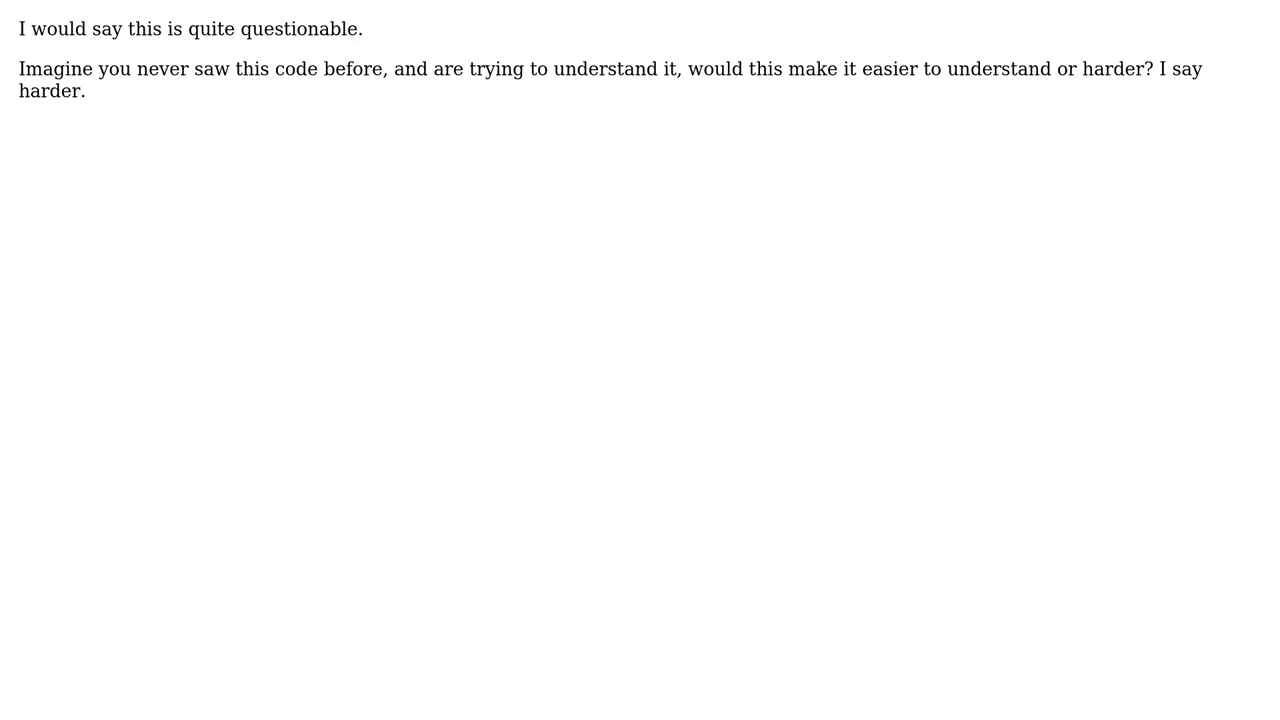 I would say this is quite questionable.
Imagine you never saw this code before, and are trying to understand it, would this make it easier to understand or harder? I say
harder.